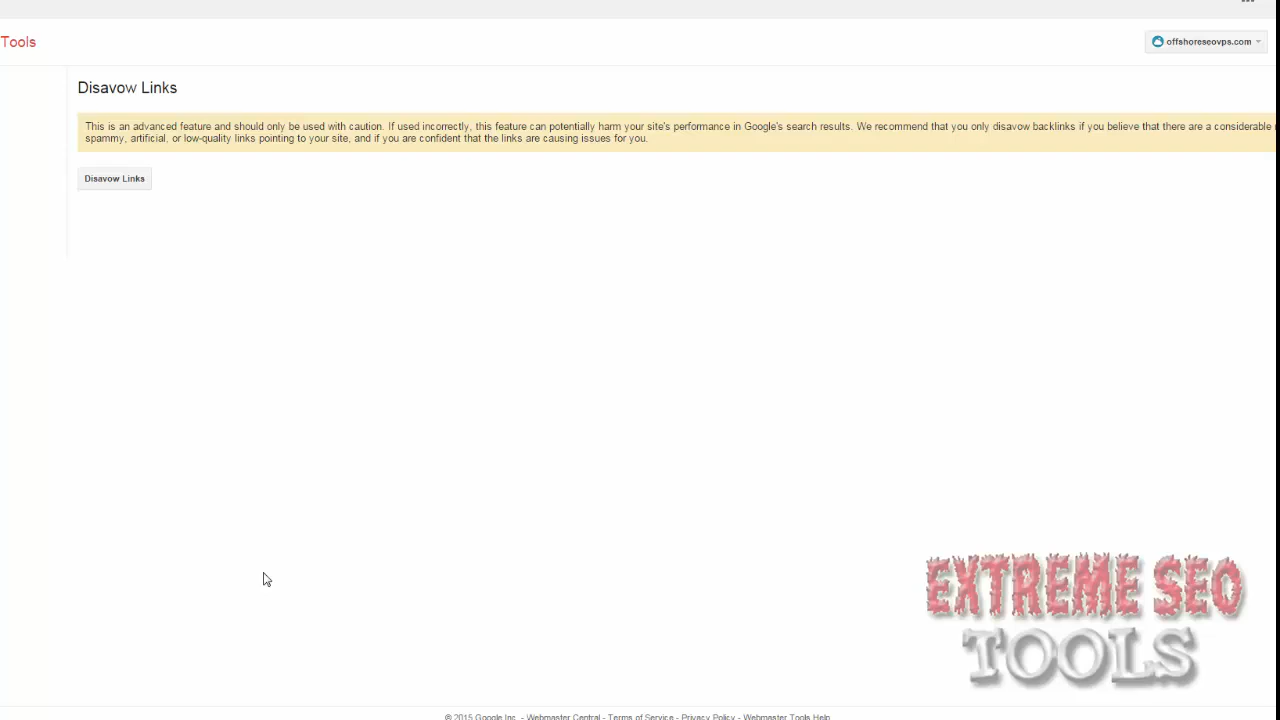 Tools
offshoreseovps.com
Disavow Links
This is an advanced feature and should only be used with caution. If used incorrectly, this feature can potentially harm your site's performance in Google's search results. We recommend that you only disavow backlinks if you believe that there are a considerable
spammy, artificial, or low-quality links pointing to your site, and if you are confident that the links are causing issues for you.
Disavow Links
EXTREME SEO
TOOLS
© 2015 Google Inc. - Webmaster Central - Terms of Service - Privacy Policy - Webmaster Tools Help